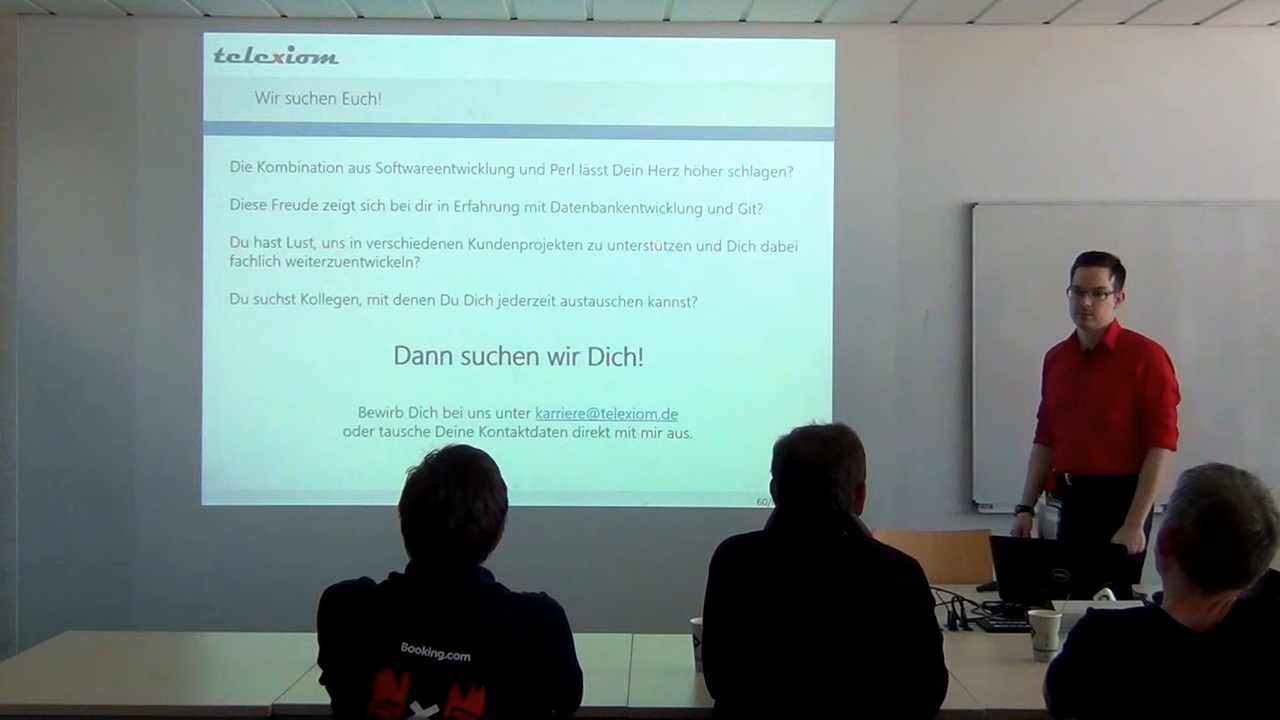 telexiom
Wir suchen Euch!
Die Kombination aus Softwareentwicklung und Perl lässt Dein Herz höher schlagen?
Diese Freude zeigt sich bei dir in Erfahrung mit Datenbankentwicklung und Git?
Du hast Lust, uns in verschiedenen Kundenprojekten zu unterstützen und Dich dabei
fachlich weiterzuentwickeln?
Du suchst Kollegen, mit denen Du Dich jederzeit austauschen kannst?
Dann suchen wir Dich!
Bewirb Dich bei uns unter karriere@telexiom.de
oder tausche Deine Kontaktdaten direkt mit mir aus.
60/
Booking.com